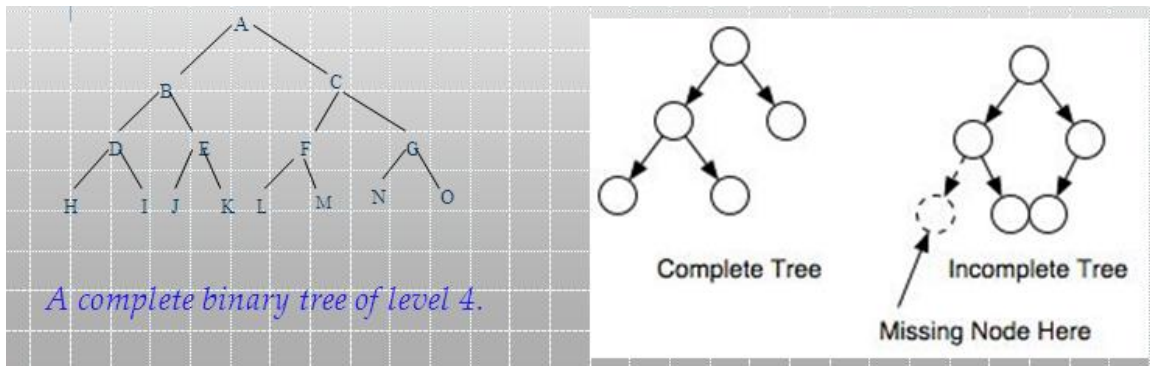 A
B C
D E F G
H I J K L M N O
A complete binary tree of level 4.
Complete Tree
Incomplete Tree
Missing Node Here